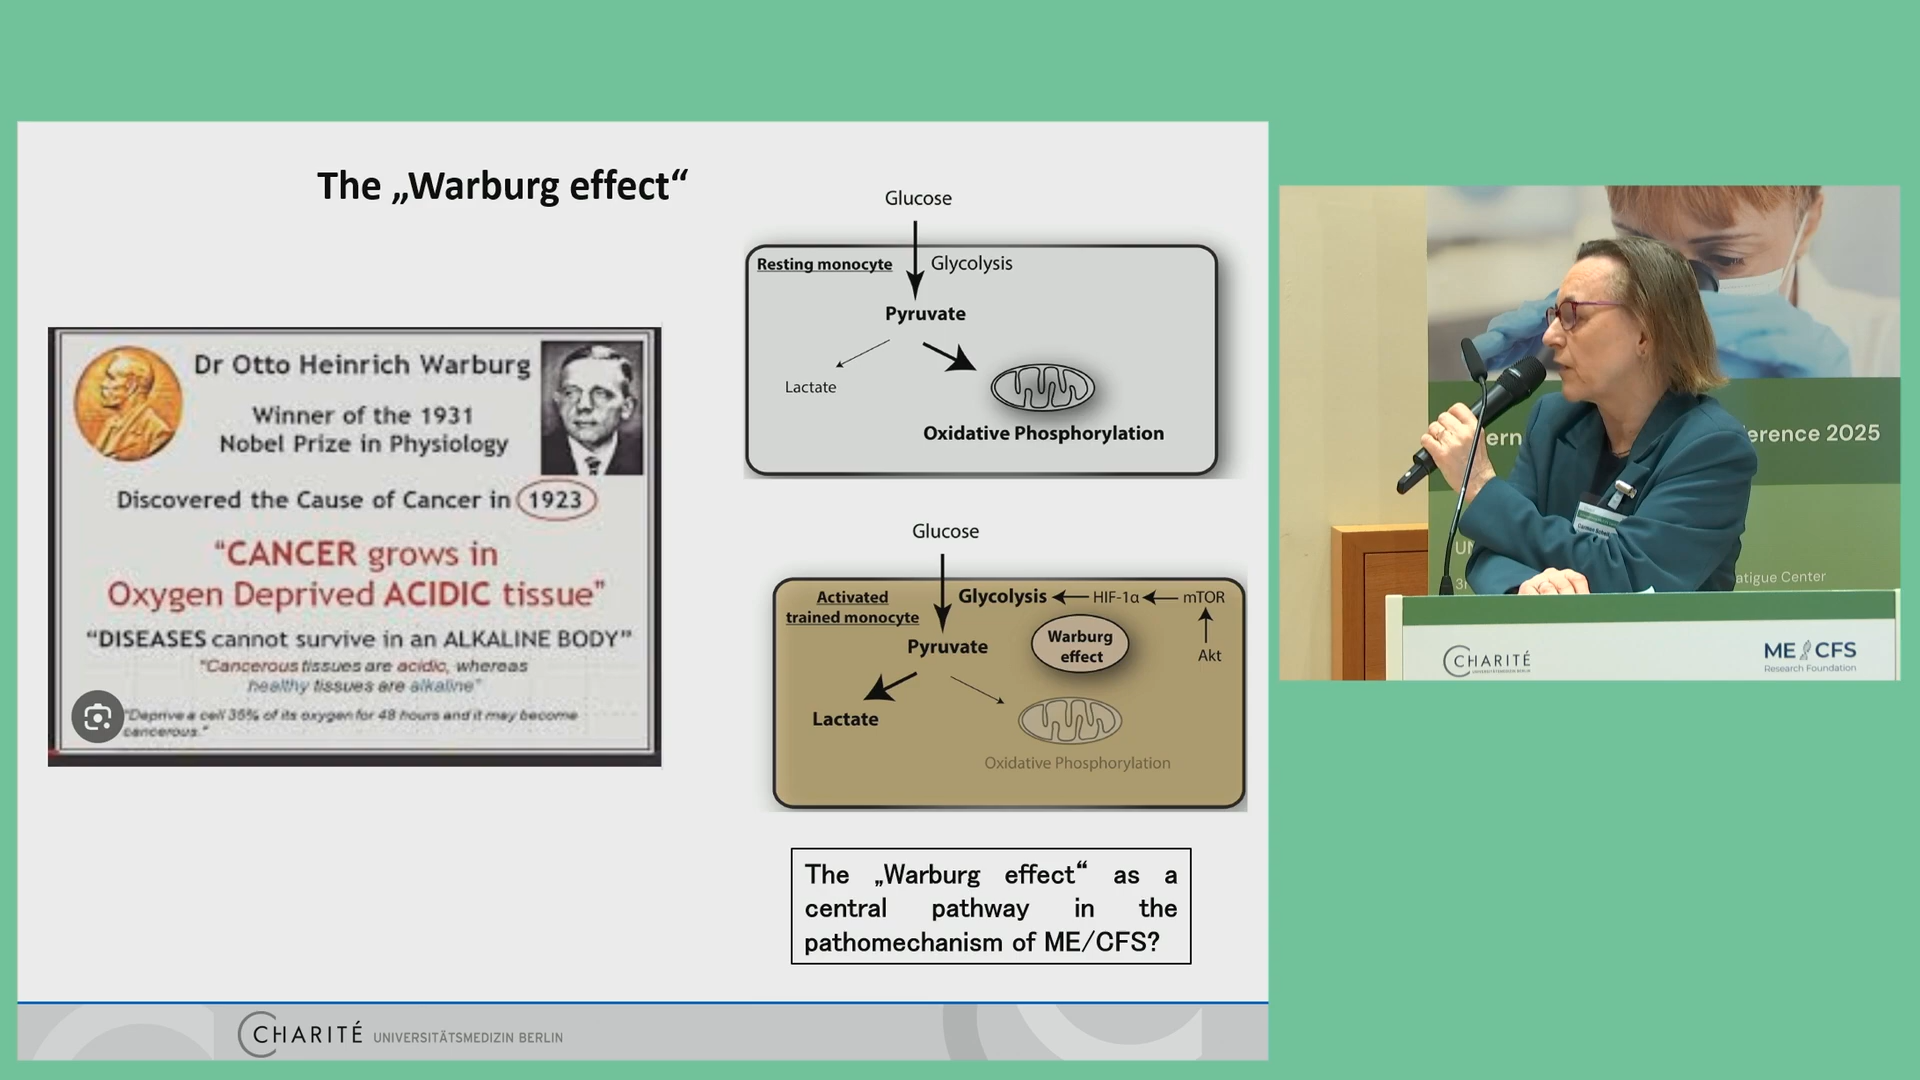 The „Warburg effect“
Dr Otto Heinrich Warburg
Winner of the 1931
Nobel Prize in Physiology
Discovered the Cause of Cancer in 1923
“CANCER grows in
Oxygen Deprived ACIDIC tissue”
“DISEASES cannot survive in an ALKALINE BODY”
“Cancerous tissues are acidic, whereas
healthy tissues are alkaline”
“Deprive a cell 35% of its oxygen for 48 hours and it may become
cancerous.”
Glucose
Resting monocyte
Glycolysis
Pyruvate
Lactate
Oxidative Phosphorylation
Glucose
Activated
trained monocyte
Glycolysis
HIF-1α
mTOR
Akt
Pyruvate
Warburg
effect
Lactate
Oxidative Phosphorylation
The „Warburg effect“ as a
central pathway in the
pathomechanism of ME/CFS?
CHARITÉ UNIVERSITÄTSMEDIZIN BERLIN
ern
erence 2025
UN
3r
atigue Center
Carmen
CHARITÉ
ME/CFS
Research Foundation